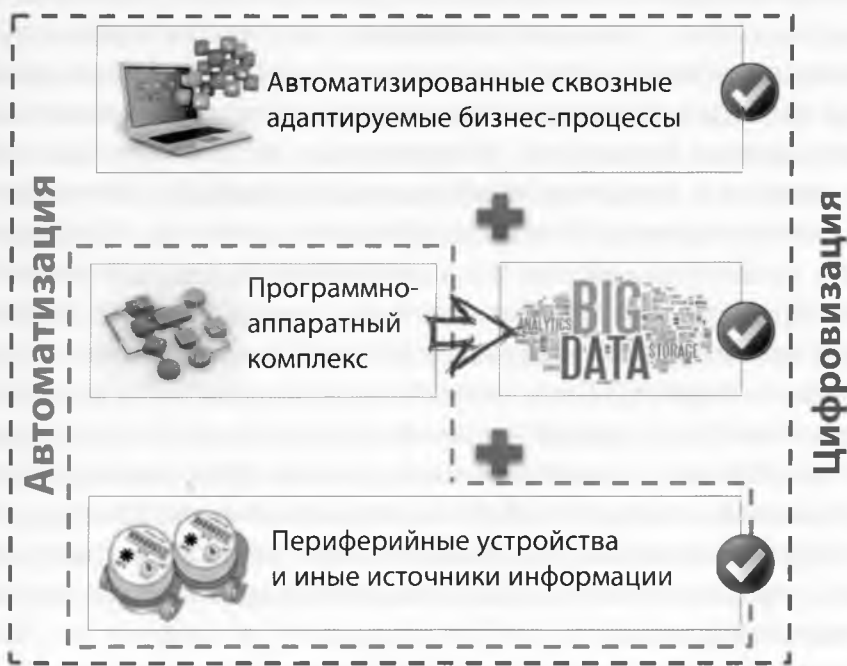 Автоматизированные сквозные
адаптируемые бизнес-процессы
Автоматизация
Цифровизация
Программно-
аппаратный
комплекс
BIG
DATA
ANALYTICS
STORAGE
Периферийные устройства
и иные источники информации